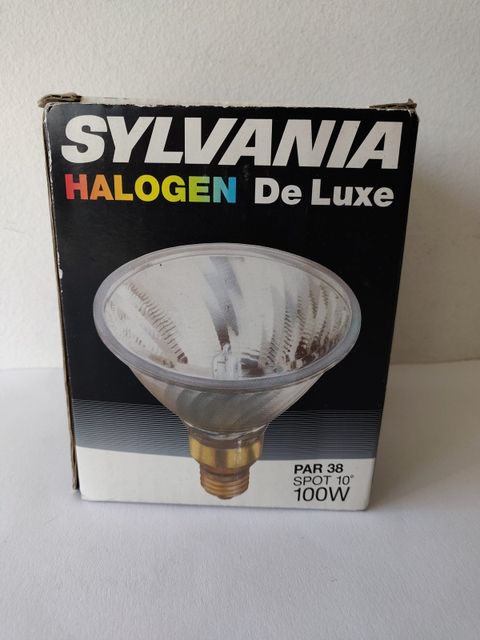 SYLVANIA
HALOGEN De Luxe
PAR 38
SPOT 10°
100W